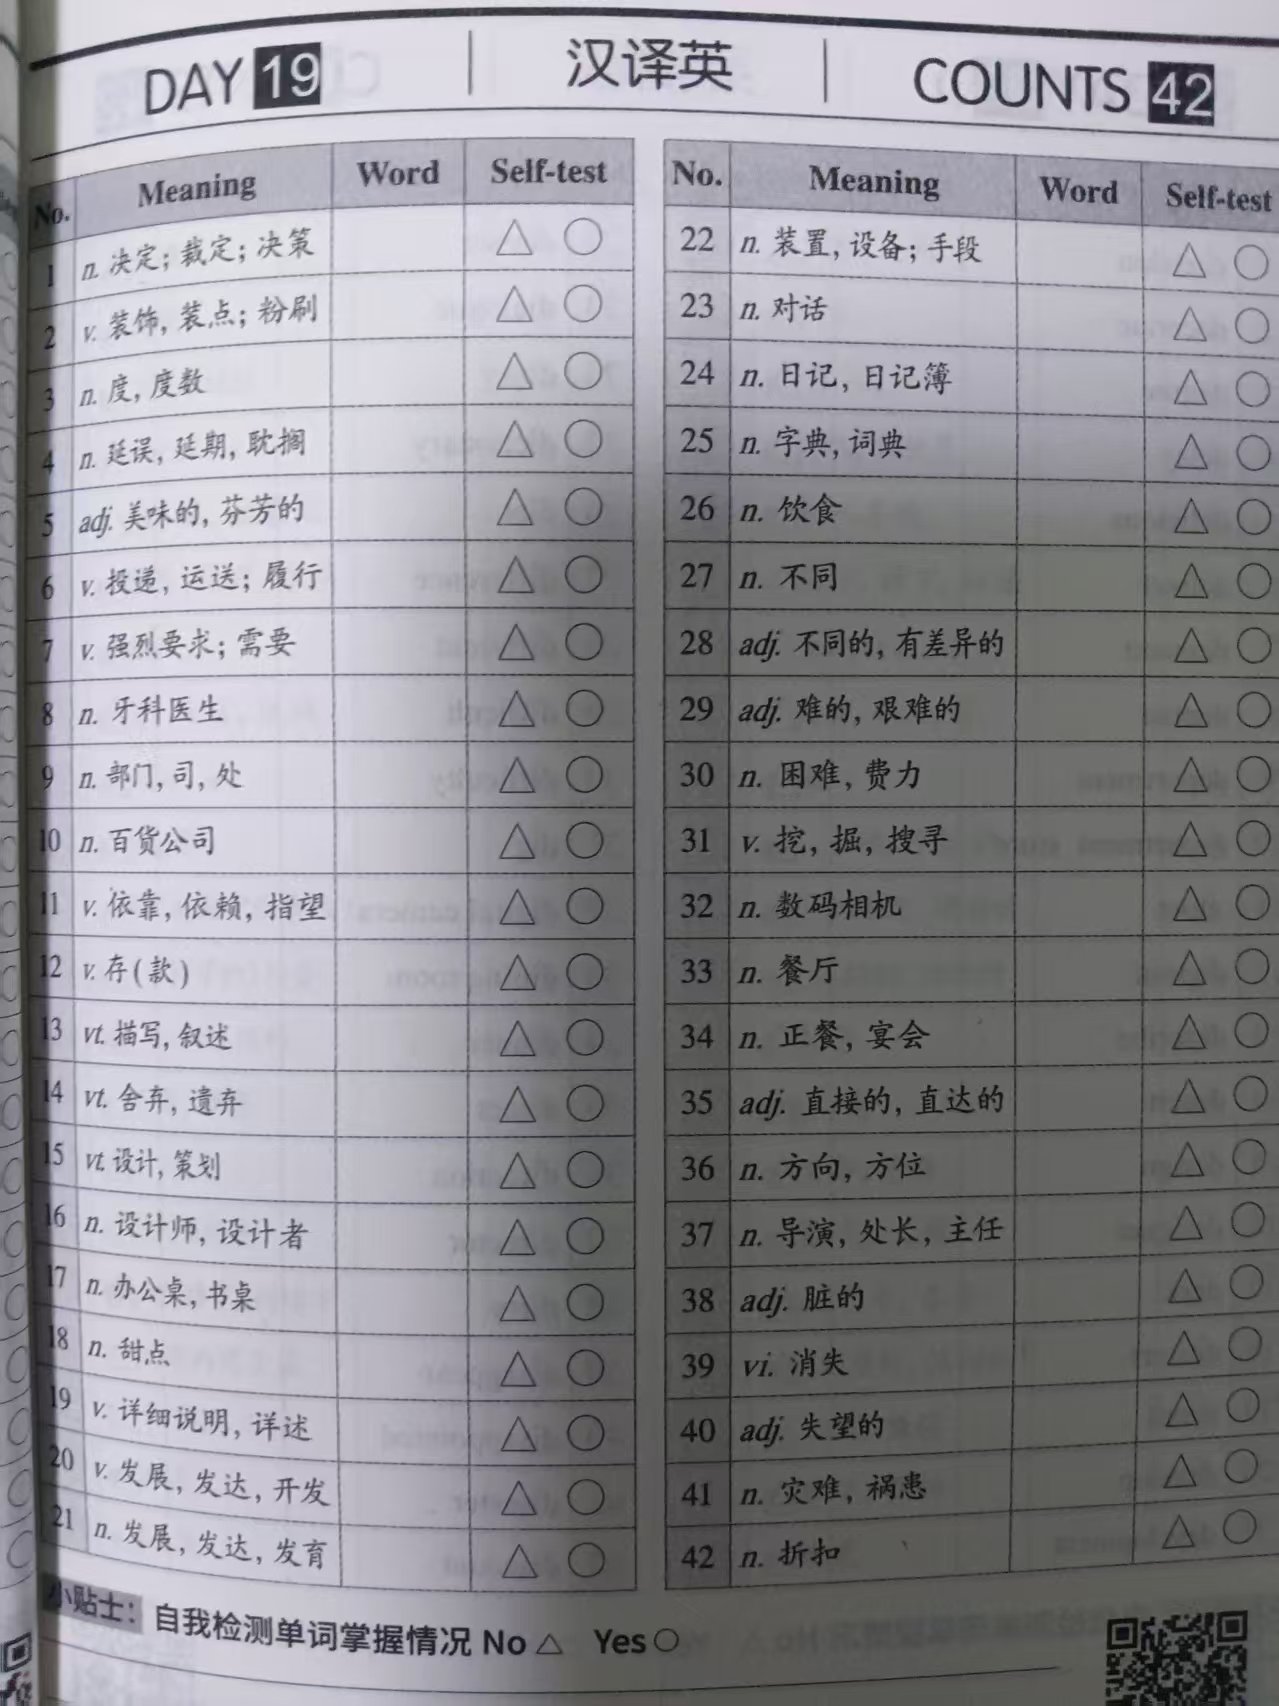 DAY 19
汉译英
COUNTS 42
No. Meaning Word Self-test
1 n. 决定；裁定；决策 △ ○
2 v. 装饰, 装点；粉刷 △ ○
3 n. 度, 度数 △ ○
4 n. 延误, 延期, 耽搁 △ ○
5 adj. 美味的, 芬芳的 △ ○
6 v. 投递, 运送；履行 △ ○
7 v. 强烈要求；需要 △ ○
8 n. 牙科医生 △ ○
9 n. 部门, 司, 处 △ ○
10 n. 百货公司 △ ○
11 v. 依靠, 依赖, 指望 △ ○
12 v. 存(款) △ ○
13 vt. 描写, 叙述 △ ○
14 vt. 舍弃, 遗弃 △ ○
15 vt. 设计, 策划 △ ○
16 n. 设计师, 设计者 △ ○
17 n. 办公桌, 书桌 △ ○
18 n. 甜点 △ ○
19 v. 详细说明, 详述 △ ○
20 v. 发展, 发达, 开发 △ ○
21 n. 发展, 发达, 发育 △ ○
No. Meaning Word Self-test
22 n. 装置, 设备；手段 △ ○
23 n. 对话 △ ○
24 n. 日记, 日记簿 △ ○
25 n. 字典, 词典 △ ○
26 n. 饮食 △ ○
27 n. 不同 △ ○
28 adj. 不同的, 有差异的 △ ○
29 adj. 难的, 艰难的 △ ○
30 n. 困难, 费力 △ ○
31 v. 挖, 掘, 搜寻 △ ○
32 n. 数码相机 △ ○
33 n. 餐厅 △ ○
34 n. 正餐, 宴会 △ ○
35 adj. 直接的, 直达的 △ ○
36 n. 方向, 方位 △ ○
37 n. 导演, 处长, 主任 △ ○
38 adj. 脏的 △ ○
39 vi. 消失 △ ○
40 adj. 失望的 △ ○
41 n. 灾难, 祸患 △ ○
42 n. 折扣 △ ○
小贴士：自我检测单词掌握情况 No △ Yes ○